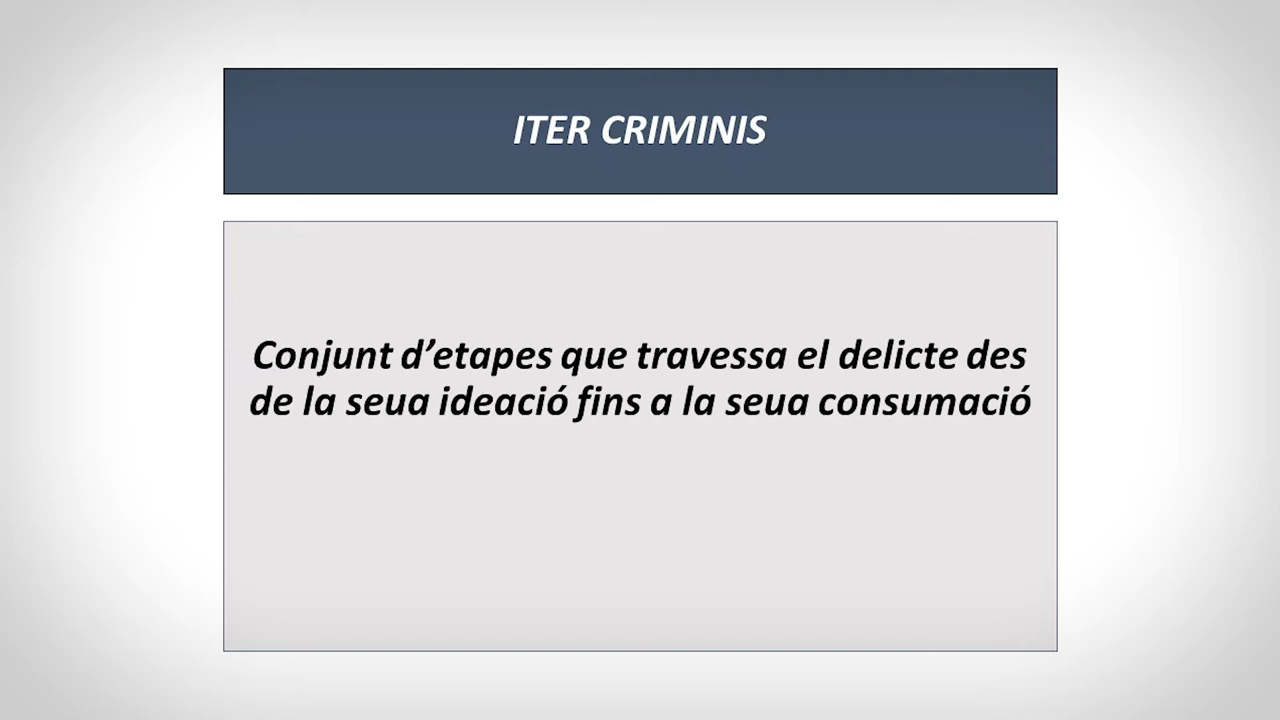 ITER CRIMINIS
Conjunt d’etapes que travessa el delicte des
de la seua ideació fins a la seua consumació